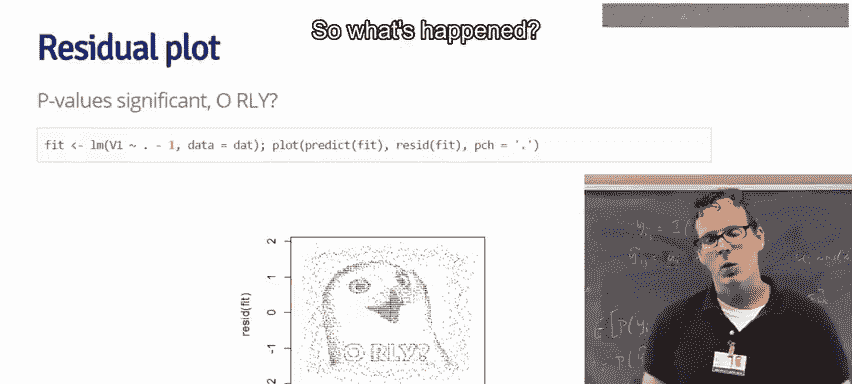 So what's happened?
Residual plot
P-values significant, O RLY?
fit <- lm(V1 ~ . - 1, data = dat); plot(predict(fit), resid(fit), pch = '.')
2
1
0
-1
-2
resid(fit)
O RLY?